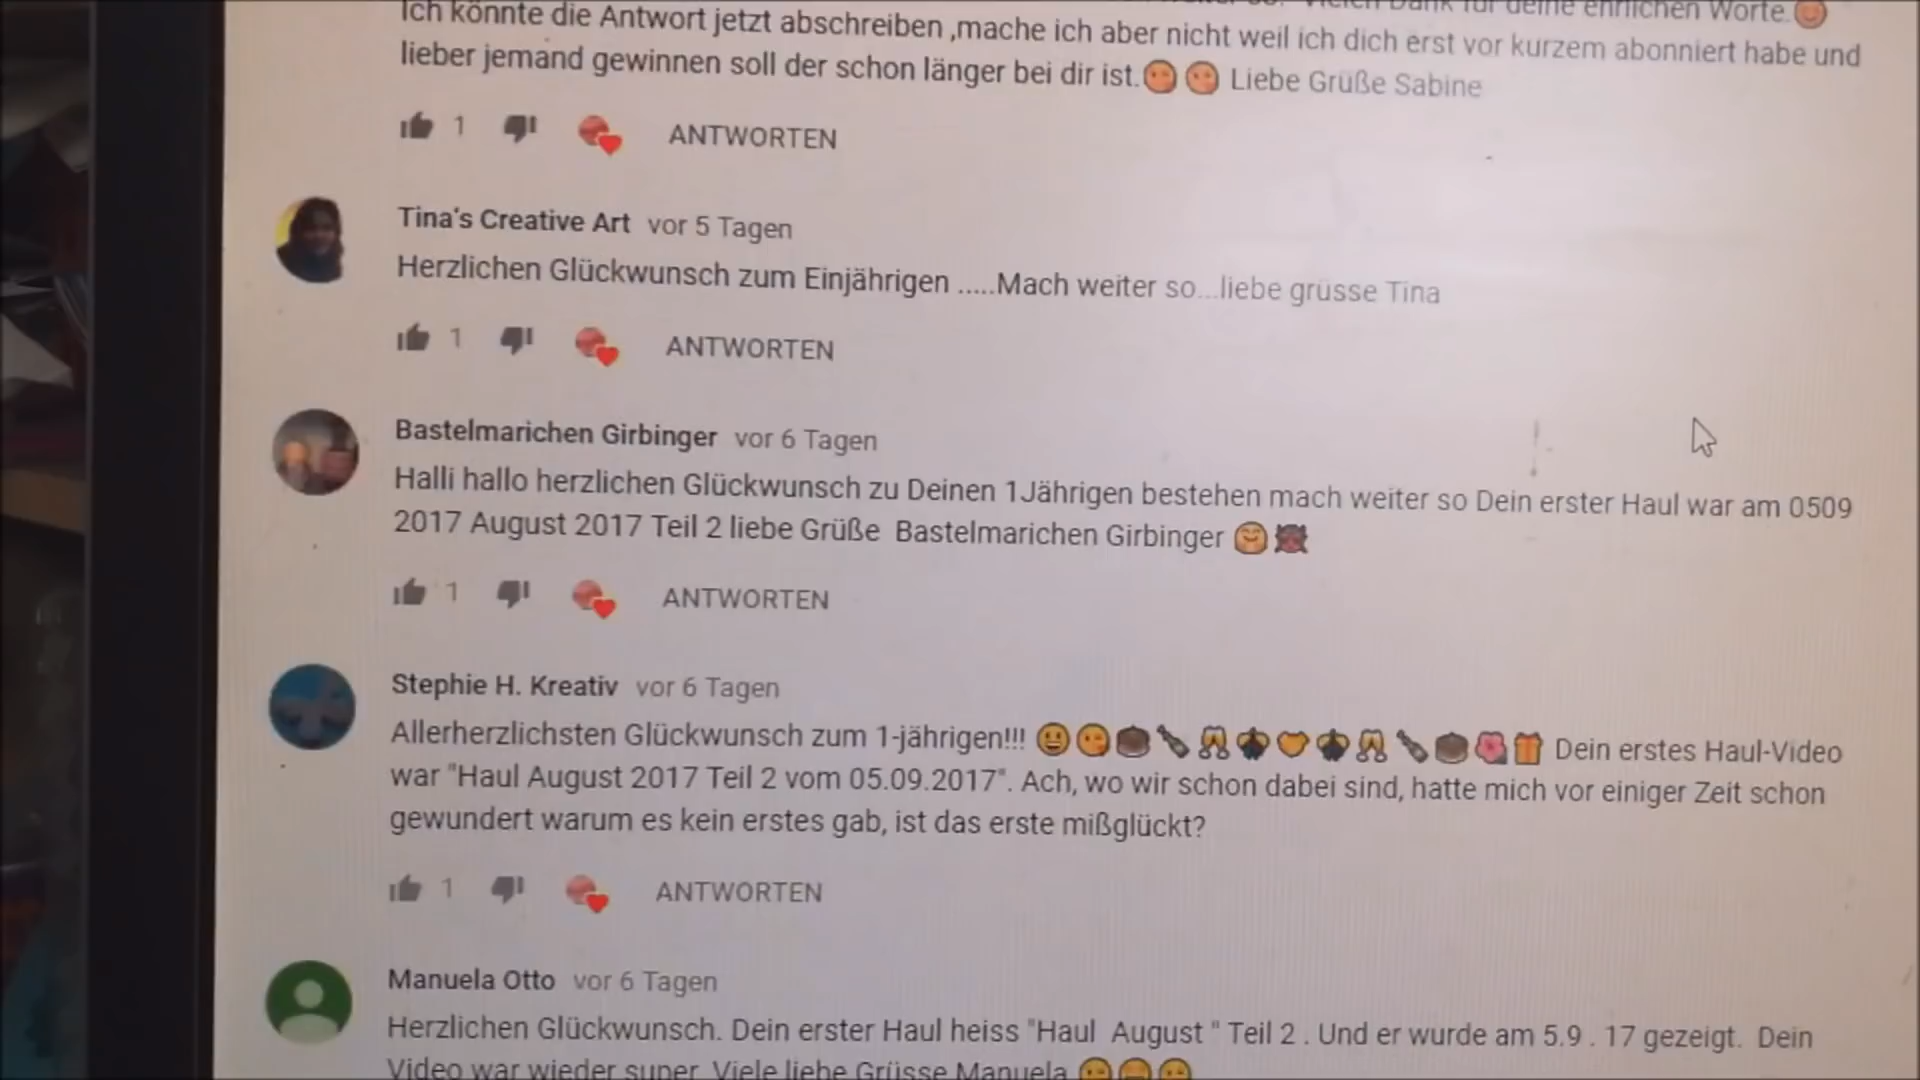 Vielen Dank für deine ehrlichen Worte.
Ich könnte die Antwort jetzt abschreiben ,mache ich aber nicht weil ich dich erst vor kurzem abonniert habe und
lieber jemand gewinnen soll der schon länger bei dir ist. Liebe Grüße Sabine
1 ANTWORTEN
Tina's Creative Art vor 5 Tagen
Herzlichen Glückwunsch zum Einjährigen .....Mach weiter so...liebe grüsse Tina
1 ANTWORTEN
Bastelmarichen Girbinger vor 6 Tagen
Halli hallo herzlichen Glückwunsch zu Deinen 1Jährigen bestehen mach weiter so Dein erster Haul war am 0509
2017 August 2017 Teil 2 liebe Grüße Bastelmarichen Girbinger 😊👹
1 ANTWORTEN
Stephie H. Kreativ vor 6 Tagen
Allerherzlichsten Glückwunsch zum 1-jährigen!!! Dein erstes Haul-Video
war "Haul August 2017 Teil 2 vom 05.09.2017". Ach, wo wir schon dabei sind, hatte mich vor einiger Zeit schon
gewundert warum es kein erstes gab, ist das erste mißglückt?
1 ANTWORTEN
Manuela Otto vor 6 Tagen
Herzlichen Glückwunsch. Dein erster Haul heiss "Haul August " Teil 2 . Und er wurde am 5.9 . 17 gezeigt. Dein
Video war wieder super. Viele liebe Grüsse Manuela